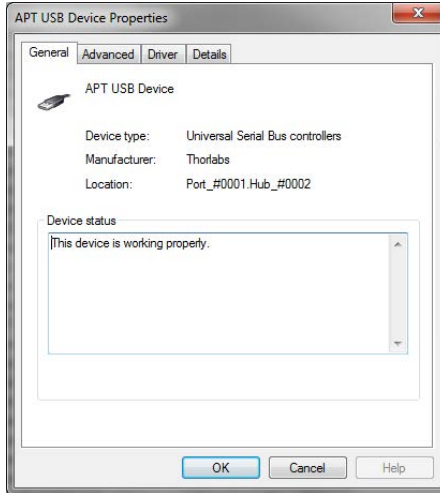 APT USB Device Properties
General Advanced Driver Details
APT USB Device
Device type: Universal Serial Bus controllers
Manufacturer: Thorlabs
Location: Port_#0001.Hub_#0002
Device status
This device is working properly.
OK Cancel Help